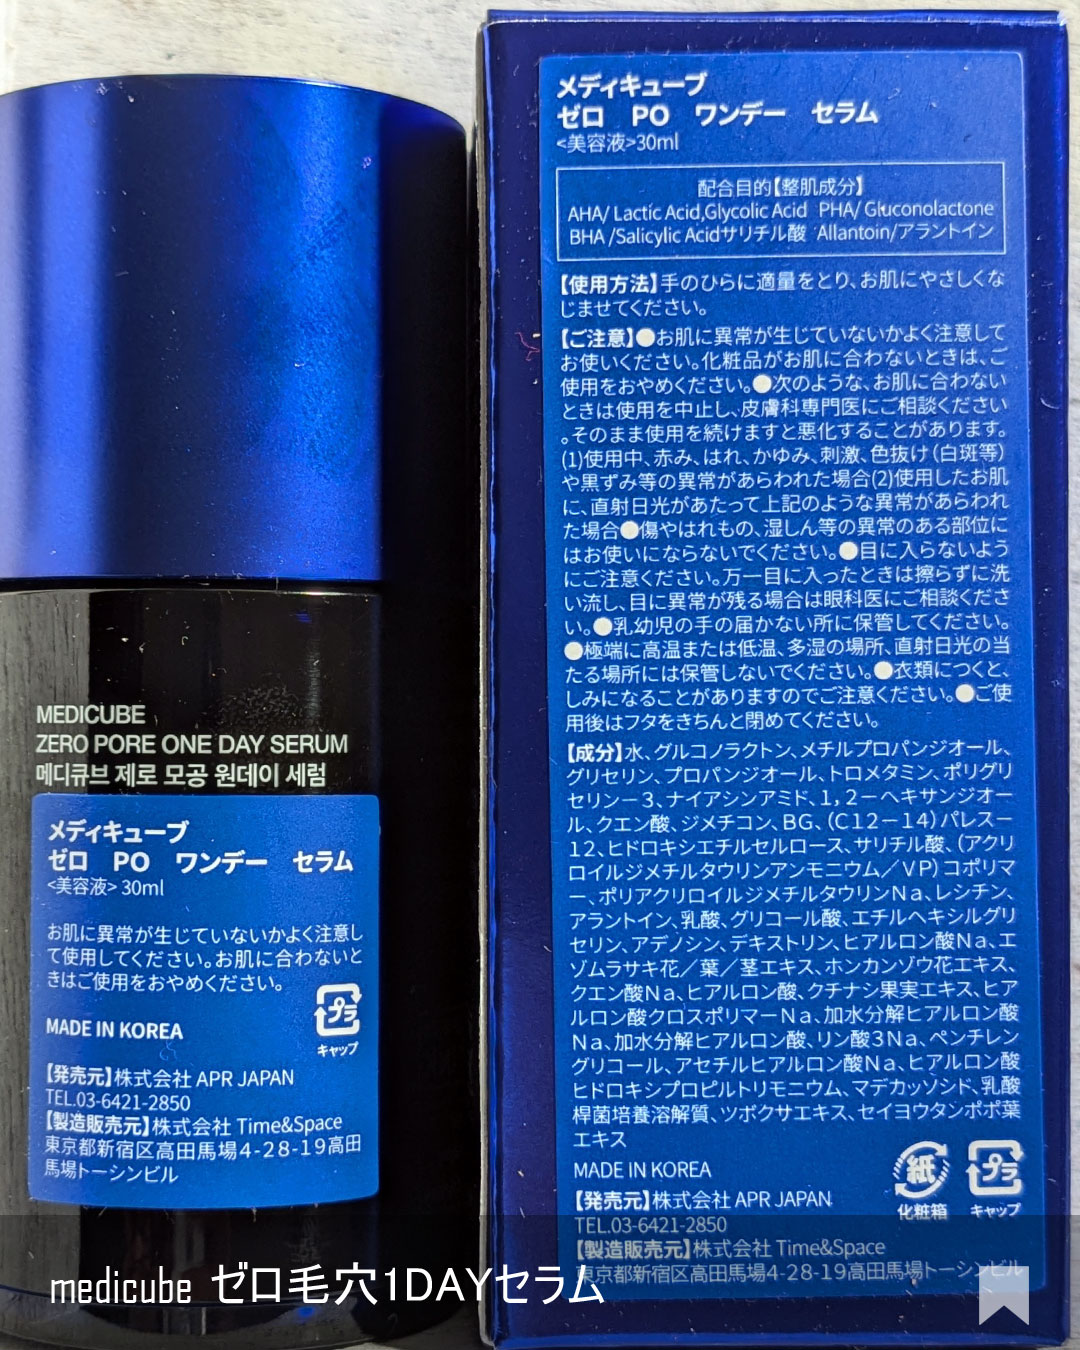 MEDICUBE
ZERO PORE ONE DAY SERUM
메디큐브 제로 모공 원데이 세럼
メディキューブ
ゼロ PO ワンデー セラム
<美容液> 30ml
お肌に異常が生じていないかよく注意し
て使用してください。お肌に合わないと
きはご使用をおやめください。
プラ
キャップ
MADE IN KOREA
【発売元】株式会社 APR JAPAN
TEL.03-6421-2850
【製造販売元】株式会社 Time&Space
東京都新宿区高田馬場4-28-19高田
馬場トーシンビル
メディキューブ
ゼロ PO ワンデー セラム
<美容液>30ml
配合目的【整肌成分】
AHA/ Lactic Acid,Glycolic Acid PHA/ Gluconolactone
BHA /Salicylic Acidサリチル酸 Allantoin/アラントイン
【使用方法】手のひらに適量をとり、お肌にやさしくな
じませてください。
【ご注意】●お肌に異常が生じていないかよく注意して
お使いください。化粧品がお肌に合わないときは、ご
使用をおやめください。●次のような、お肌に合わない
ときは使用を中止し、皮膚科専門医にご相談ください
。そのまま使用を続けますと悪化することがあります。
(1)使用中、赤み、はれ、かゆみ、刺激、色抜け（白斑等）
や黒ずみ等の異常があらわれた場合(2)使用したお肌
に、直射日光があたって上記のような異常があらわれ
た場合●傷やはれもの、湿しん等の異常のある部位に
はお使いにならないでください。●目に入らないよう
にご注意ください。万一目に入ったときは擦らずに洗
い流し、目に異常が残る場合は眼科医にご相談くださ
い。●乳幼児の手の届かない所に保管してください。
●極端に高温または低温、多湿の場所、直射日光の当
たる場所には保管しないでください。●衣類につくと、
しみになることがありますのでご注意ください。●ご使
用後はフタをきちんと閉めてください。
【成分】水、グルコノラクトン、メチルプロパンジオール、
グリセリン、プロパンジオール、トロメタミン、ポリグリ
セリン－3、ナイアシンアミド、1，2－ヘキサンジオー
ル、クエン酸、ジメチコン、BG、（C12－14）パレス－
12、ヒドロキシエチルセルロース、サリチル酸、（アクリ
ロイルジメチルタウリンアンモニウム／VP）コポリマ
ー、ポリアクリロイルジメチルタウリンNa、レシチン、
アラントイン、乳酸、グリコール酸、エチルヘキシルグリ
セリン、アデノシン、デキストリン、ヒアルロン酸Na、エ
ゾムラサキ花／葉／茎エキス、ホンカンゾウ花エキス、
クエン酸Na、ヒアルロン酸、クチナシ果実エキス、ヒア
ルロン酸クロスポリマーNa、加水分解ヒアルロン酸
Na、加水分解ヒアルロン酸、リン酸3Na、ペンチレン
グリコール、アセチルヒアルロン酸Na、ヒアルロン酸
ヒドロキシプロピルトリモニウム、マデカッソシド、乳酸
桿菌培養溶解質、ツボクサエキス、セイヨウタンポポ葉
エキス
MADE IN KOREA
紙 プラ
化粧箱 キャップ
【発売元】株式会社 APR JAPAN
TEL.03-6421-2850
【製造販売元】株式会社 Time&Space
東京都新宿区高田馬場4-28-19高田馬場トーシンビル
medicube ゼロ毛穴1DAYセラム